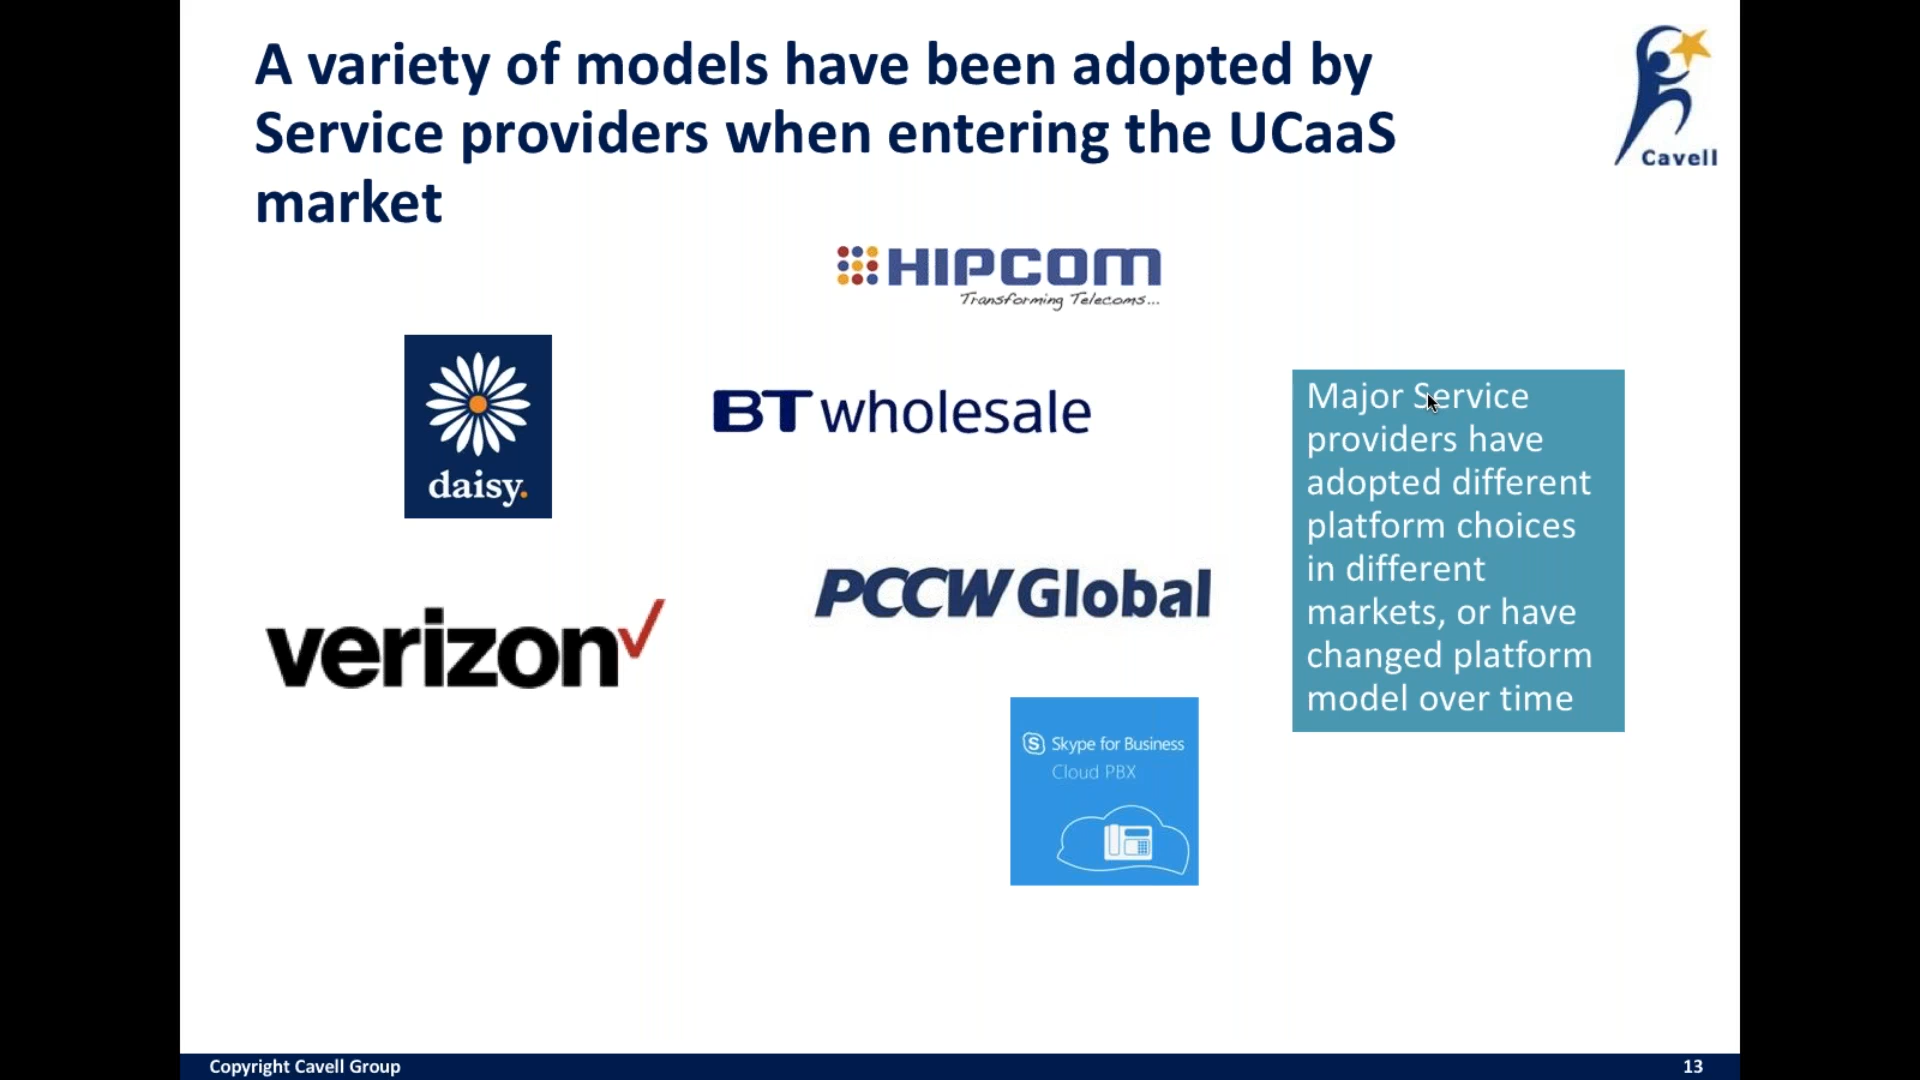 A variety of models have been adopted by
Service providers when entering the UCaaS
market
Cavell
HIPCOM
Transforming Telecoms...
daisy.
BT wholesale
Major Service
providers have
adopted different
platform choices
in different
markets, or have
changed platform
model over time
verizon
PCCW Global
S Skype for Business
Cloud PBX
Copyright Cavell Group
13